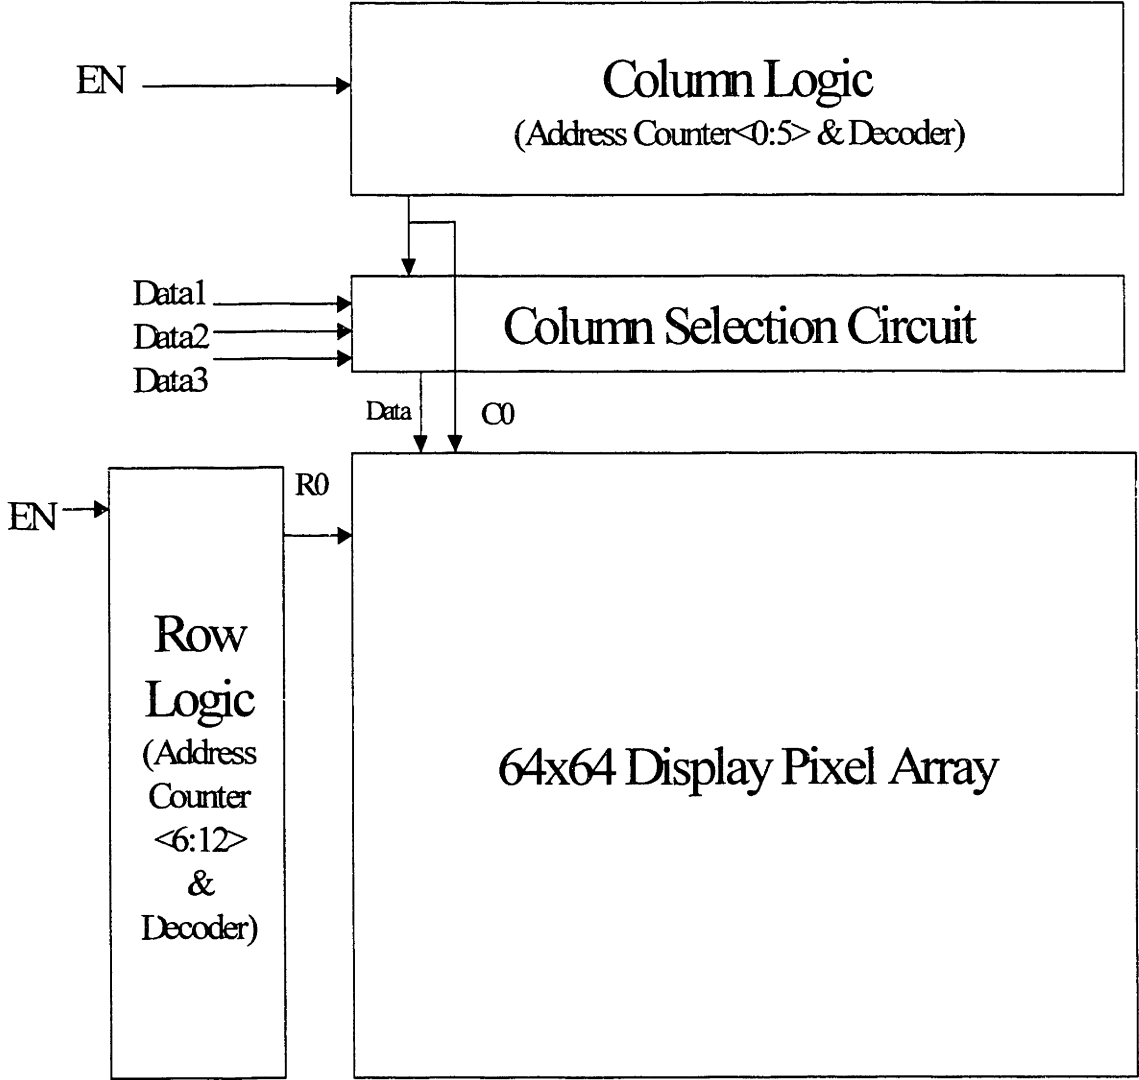 EN
Column Logic
(Address Counter<0:5> & Decoder)
Data1
Data2
Data3
Column Selection Circuit
Data
C0
EN
R0
Row
Logic
(Address
Counter
<6:12>
&
Decoder)
64x64 Display Pixel Array